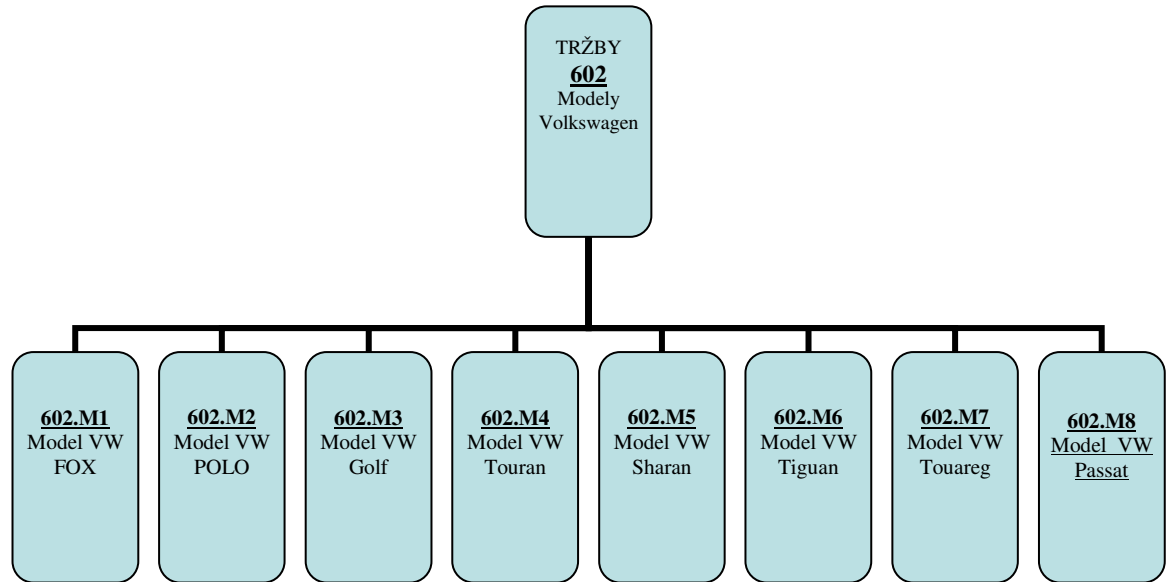 TRŽBY
602
Modely
Volkswagen
602.M1
Model VW
FOX
602.M2
Model VW
POLO
602.M3
Model VW
Golf
602.M4
Model VW
Touran
602.M5
Model VW
Sharan
602.M6
Model VW
Tiguan
602.M7
Model VW
Touareg
602.M8
Model VW
Passat